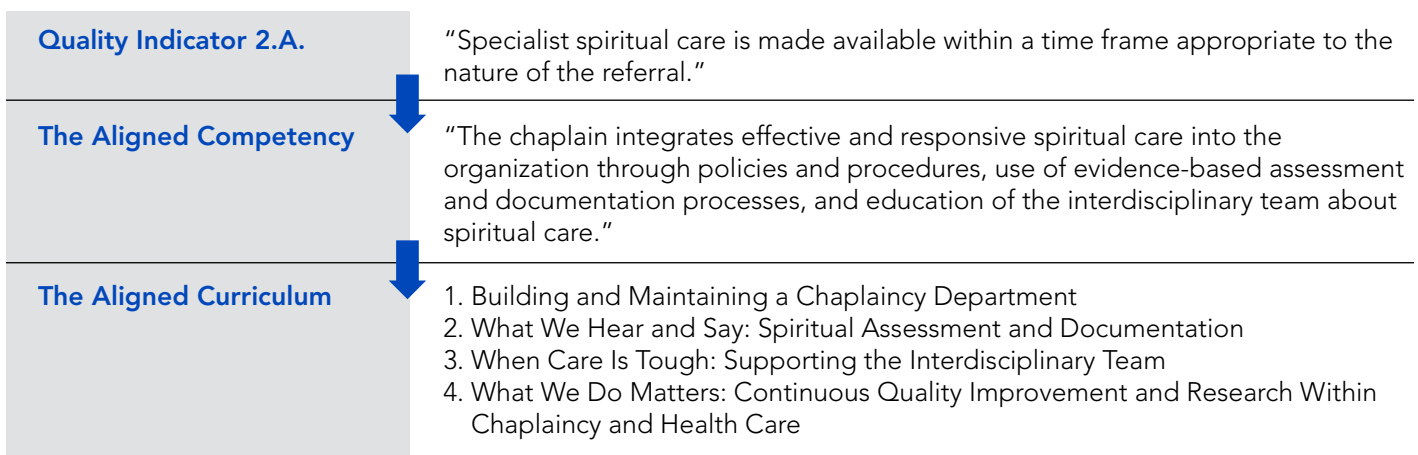 Quality Indicator 2.A.
“Specialist spiritual care is made available within a time frame appropriate to the
nature of the referral.”
The Aligned Competency
“The chaplain integrates effective and responsive spiritual care into the
organization through policies and procedures, use of evidence-based assessment
and documentation processes, and education of the interdisciplinary team about
spiritual care.”
The Aligned Curriculum
1. Building and Maintaining a Chaplaincy Department
2. What We Hear and Say: Spiritual Assessment and Documentation
3. When Care Is Tough: Supporting the Interdisciplinary Team
4. What We Do Matters: Continuous Quality Improvement and Research Within
Chaplaincy and Health Care